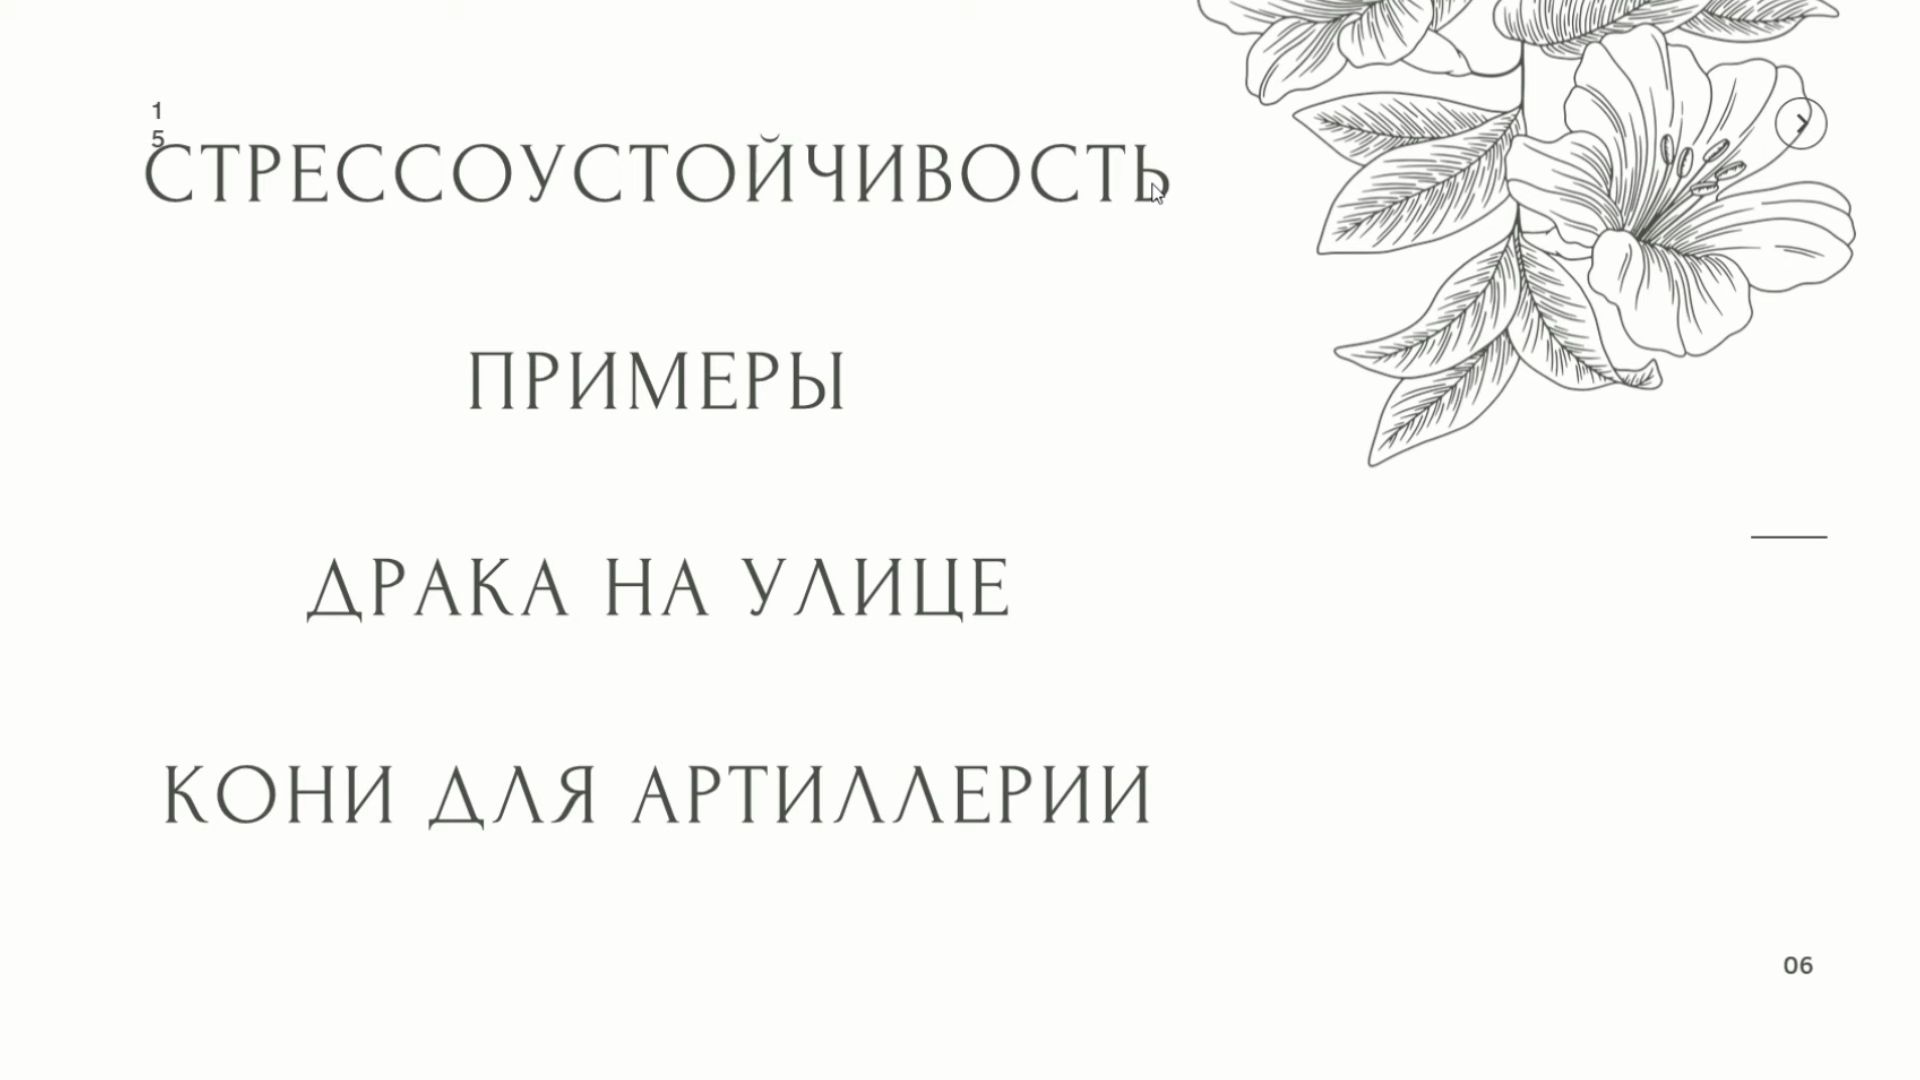 1
5
СТРЕССОУСТОЙЧИВОСТЬ
ПРИМЕРЫ
ДРАКА НА УЛИЦЕ
КОНИ ДЛЯ АРТИЛЛЕРИИ
06